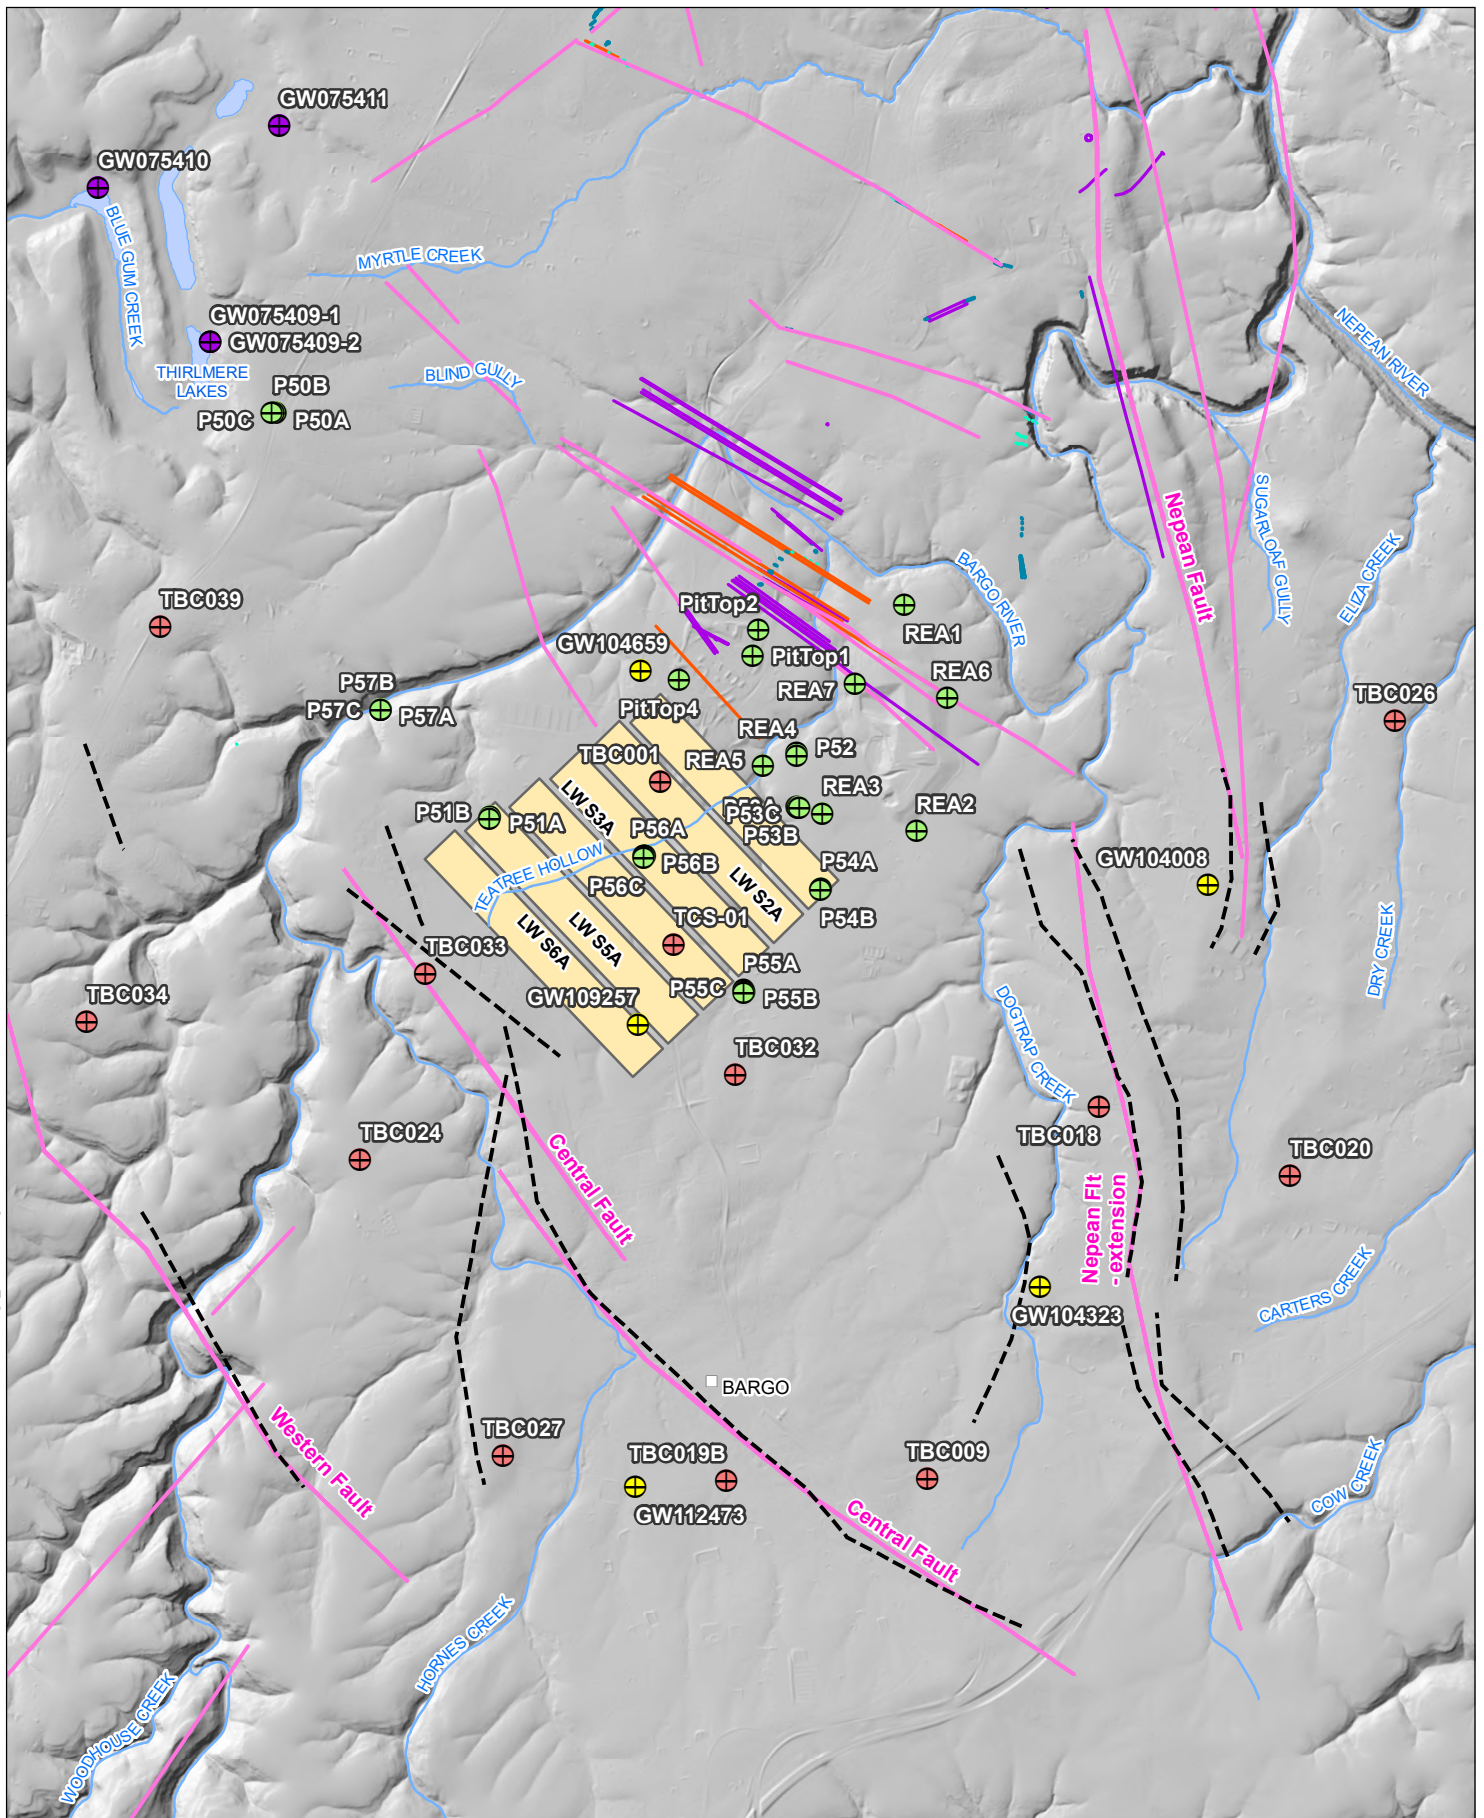 GW075411
GW075410
BLUE GUM CREEK
MYRTLE CREEK
GW075409-1
GW075409-2
THIRLMERE
LAKES
NEPEAN RIVER
BLIND GULLY
P50B
P50C
P50A
Nepean Fault
SUGARLOAF GULLY
ELIZA CREEK
BARGO RIVER
TBC039
PitTop2
REA1
GW104659
PitTop1
REA6
REA7
P57B
P57C
P57A
TBC026
PitTop4
REA4
P52
TBC001
REA5
LW S3A
REA3
REA2
P53C
P53B
P51B
P51A
P56A
P56B
P56C
TEATREE HOLLOW
P54A
P54B
LW S2A
GW104008
TCS-01
LW S5A
LW S6A
TBC033
P55A
P55C
P55B
GW109257
DRY CREEK
TBC034
DOGTRAP CREEK
TBC032
TBC018
TBC024
TBC020
Central Fault
Nepean Flt
- extension
GW104323
CARTERS CREEK
BARGO
Western Fault
TBC027
TBC019B
GW112473
TBC009
COW CREEK
Central Fault
HORNES CREEK
WOODHOUSE CREEK